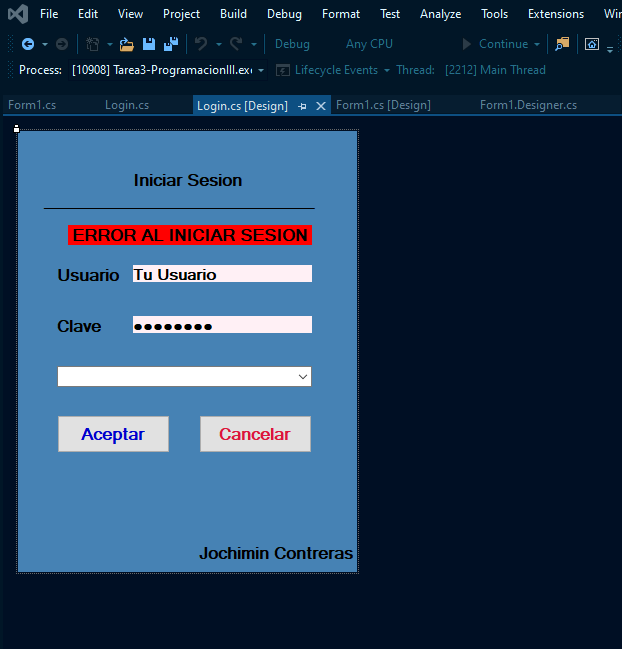 File Edit View Project Build Debug Format Test Analyze Tools Extensions
Debug Any CPU Continue
Process: [10908] Tarea3-ProgramacionIII.exe Lifecycle Events Thread: [2212] Main Thread
Form1.cs Login.cs Login.cs [Design] Form1.cs [Design] Form1.Designer.cs
Iniciar Sesion
ERROR AL INICIAR SESION
Usuario Tu Usuario
Clave ●●●●●●●●
Aceptar Cancelar
Jochimin Contreras